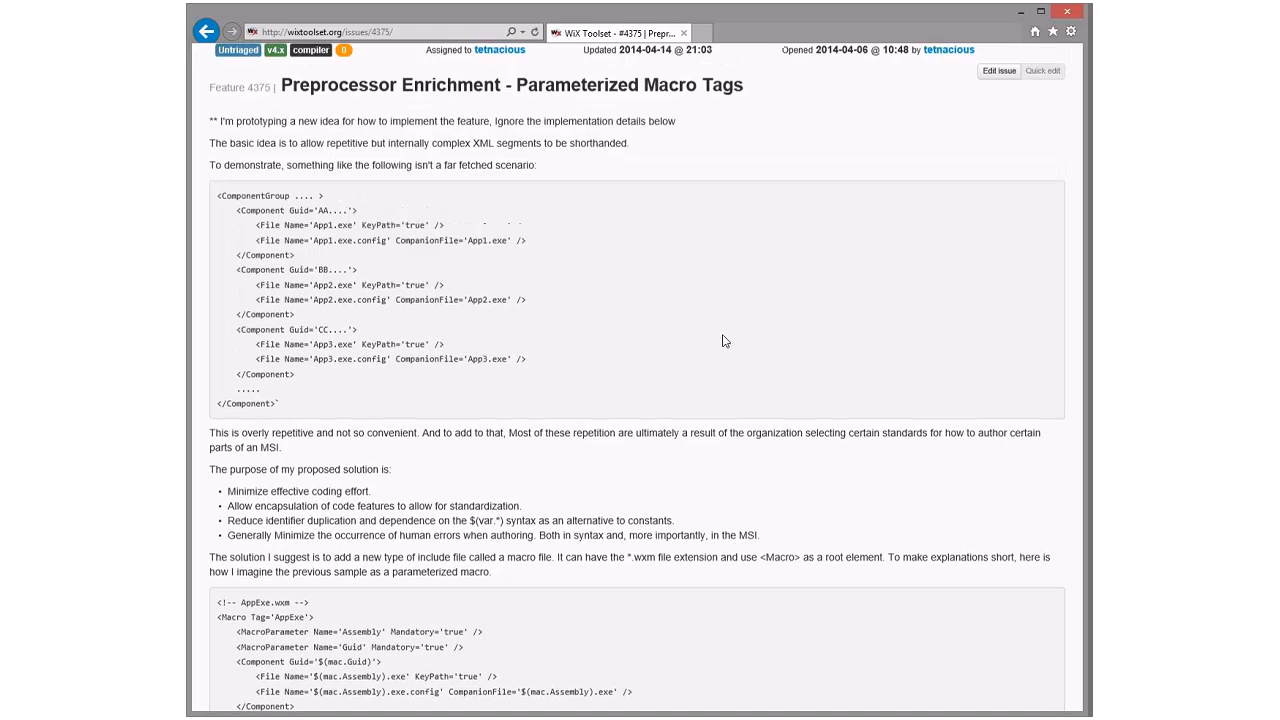 http://wixtoolset.org/issues/4375/
WiX Toolset - #4375 | Prepr...
Untriaged v4.x compiler 0 Assigned to tetnacious Updated 2014-04-14 @ 21:03 Opened 2014-04-06 @ 10:48 by tetnacious
Edit issue Quick edit
Feature 4375 | Preprocessor Enrichment - Parameterized Macro Tags
** I'm prototyping a new idea for how to implement the feature, Ignore the implementation details below
The basic idea is to allow repetitive but internally complex XML segments to be shorthanded.
To demonstrate, something like the following isn't a far fetched scenario:
<ComponentGroup .... >
<Component Guid='AA....'>
<File Name='App1.exe' KeyPath='true' />
<File Name='App1.exe.config' CompanionFile='App1.exe' />
</Component>
<Component Guid='BB....'>
<File Name='App2.exe' KeyPath='true' />
<File Name='App2.exe.config' CompanionFile='App2.exe' />
</Component>
<Component Guid='CC....'>
<File Name='App3.exe' KeyPath='true' />
<File Name='App3.exe.config' CompanionFile='App3.exe' />
</Component>
.....
</Component>`
This is overly repetitive and not so convenient. And to add to that, Most of these repetition are ultimately a result of the organization selecting certain standards for how to author certain
parts of an MSI.
The purpose of my proposed solution is:
• Minimize effective coding effort.
• Allow encapsulation of code features to allow for standardization.
• Reduce identifier duplication and dependence on the $(var.*) syntax as an alternative to constants.
• Generally Minimize the occurrence of human errors when authoring. Both in syntax and, more importantly, in the MSI.
The solution I suggest is to add a new type of include file called a macro file. It can have the *.wxm file extension and use <Macro> as a root element. To make explanations short, here is
how I imagine the previous sample as a parameterized macro.
<!-- AppExe.wxm -->
<Macro Tag='AppExe'>
<MacroParameter Name='Assembly' Mandatory='true' />
<MacroParameter Name='Guid' Mandatory='true' />
<Component Guid='$(mac.Guid)'>
<File Name='$(mac.Assembly).exe' KeyPath='true' />
<File Name='$(mac.Assembly).exe.config' CompanionFile='$(mac.Assembly).exe' />
</Component>